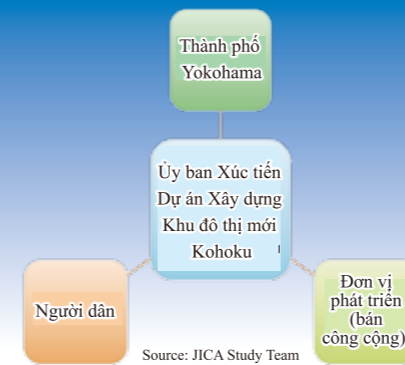 Thành phố
Yokohama
Ủy ban Xúc tiến
Dự án Xây dựng
Khu đô thị mới
Kohoku
Người dân
Đơn vị
phát triển
(bán
công cộng)
Source: JICA Study Team